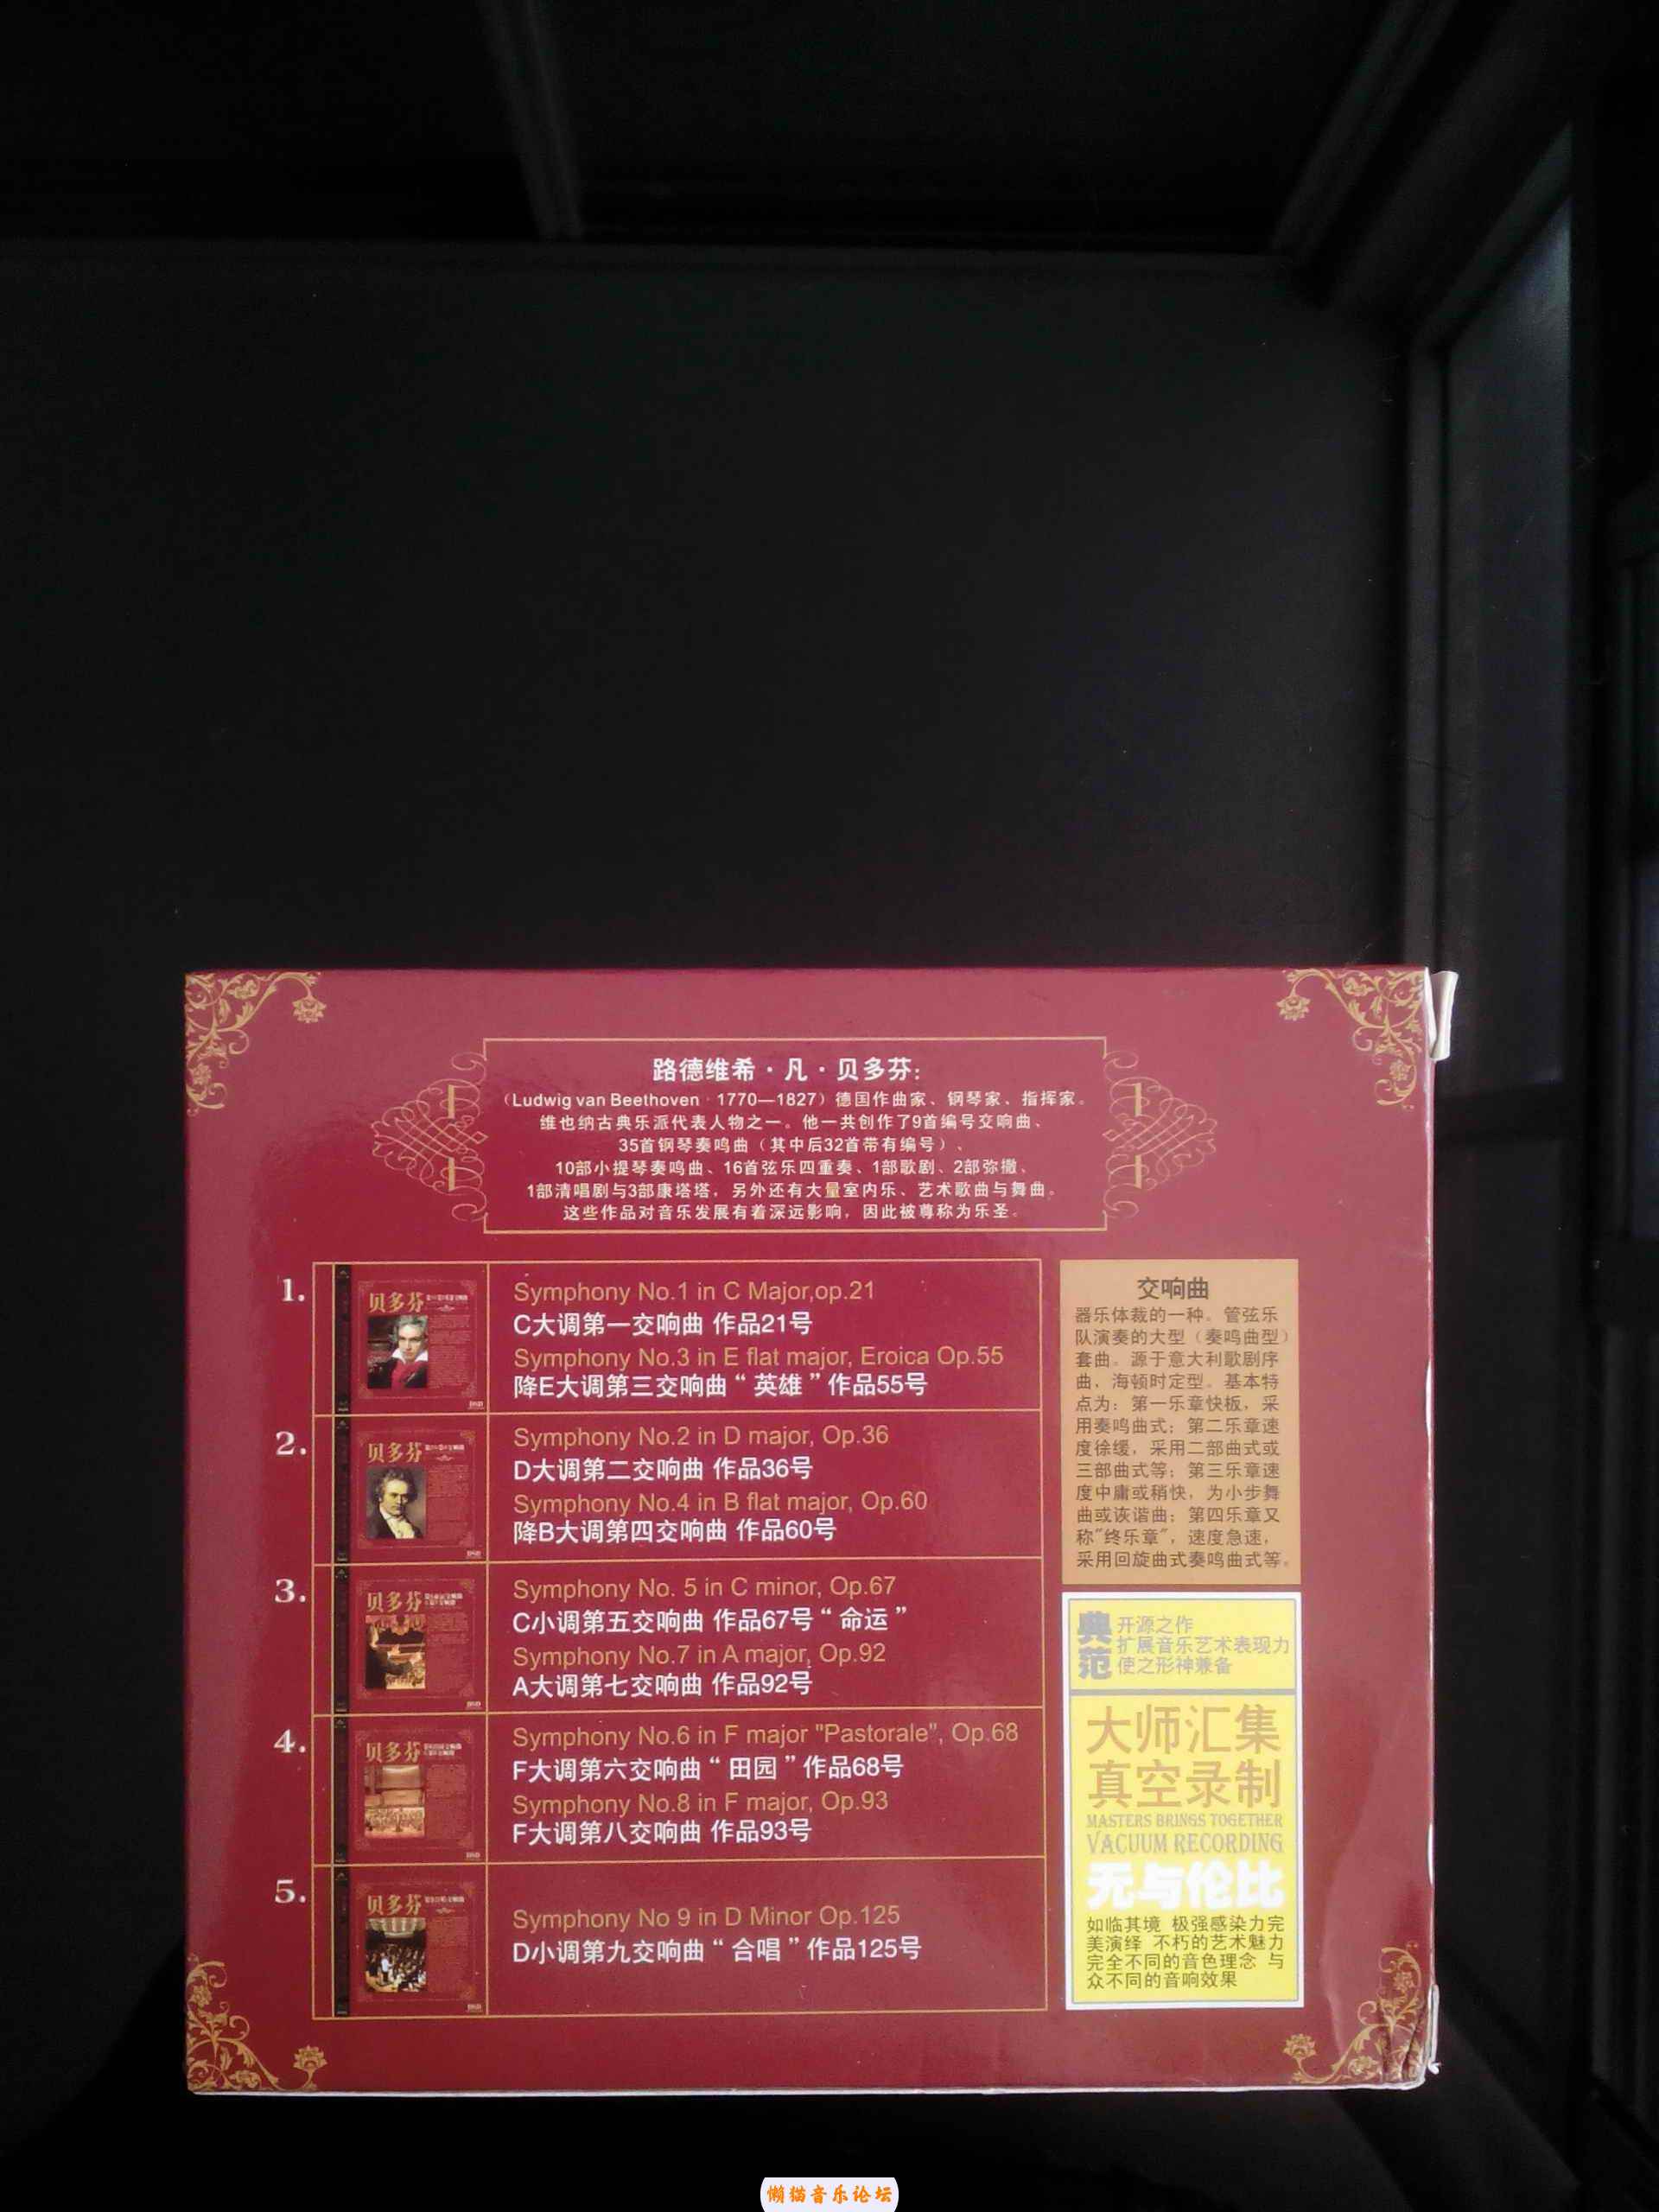 路德维希·凡·贝多芬:
(Ludwig van Beethoven 1770—1827) 德国作曲家、钢琴家、指挥家。
维也纳古典乐派代表人物之一。他一共创作了9首编号交响曲、
35首钢琴奏鸣曲（其中后32首带有编号）、
10部小提琴奏鸣曲、16首弦乐四重奏、1部歌剧、2部弥撒、
1部清唱剧与3部康塔塔，另外还有大量室内乐、艺术歌曲与舞曲。
这些作品对音乐发展有着深远影响，因此被尊称为乐圣。
1.
贝多芬
Symphony No.1 in C Major,op.21
C大调第一交响曲 作品21号
Symphony No.3 in E flat major, Eroica Op.55
降E大调第三交响曲“英雄”作品55号
2.
贝多芬
Symphony No.2 in D major, Op.36
D大调第二交响曲 作品36号
Symphony No.4 in B flat major, Op.60
降B大调第四交响曲 作品60号
3.
贝多芬
Symphony No. 5 in C minor, Op.67
C小调第五交响曲 作品67号“命运”
Symphony No.7 in A major, Op.92
A大调第七交响曲 作品92号
4.
贝多芬
Symphony No.6 in F major "Pastorale", Op.68
F大调第六交响曲“田园”作品68号
Symphony No.8 in F major, Op.93
F大调第八交响曲 作品93号
5.
贝多芬
Symphony No 9 in D Minor Op.125
D小调第九交响曲“合唱”作品125号
交响曲
器乐体裁的一种。管弦乐
队演奏的大型（奏鸣曲型）
套曲。源于意大利歌剧序
曲，海顿时定型。基本特
点为：第一乐章快板，采
用奏鸣曲式；第二乐章速
度徐缓，采用二部曲式或
三部曲式等；第三乐章速
度中庸或稍快，为小步舞
曲或诙谐曲；第四乐章又
称"终乐章"，速度急速，
采用回旋曲式奏鸣曲式等。
典范
开源之作
扩展音乐艺术表现力
使之形神兼备
大师汇集
真空录制
MASTERS BRINGS TOGETHER
VACUUM RECORDING
无与伦比
如临其境 极强感染力完
美演绎 不朽的艺术魅力
完全不同的音色理念 与
众不同的音响效果
懒猫音乐论坛